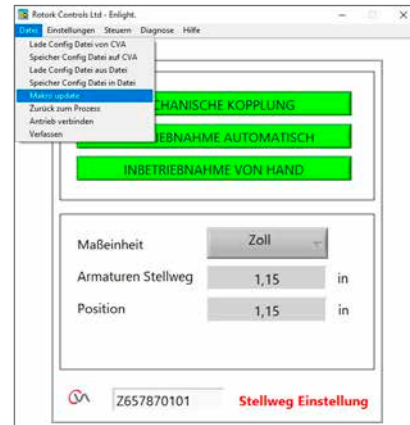 Rotork Controls Ltd - Enlight.
Datei Einstellungen Steuern Diagnose Hilfe
Lade Config Datei von CVA
Speicher Config Datei auf CVA
Lade Config Datei aus Datei
Speicher Config Datei in Datei
Makro update
Zurück zum Prozess
Antrieb verbinden
Verfassen
CHANISCHE KOPPLUNG
IEBNAHME AUTOMATISCH
INBETRIEBNAHME VON HAND
Maßeinheit Zoll
Armaturen Stellweg 1,15 in
Position 1,15 in
Z657870101 Stellweg Einstellung